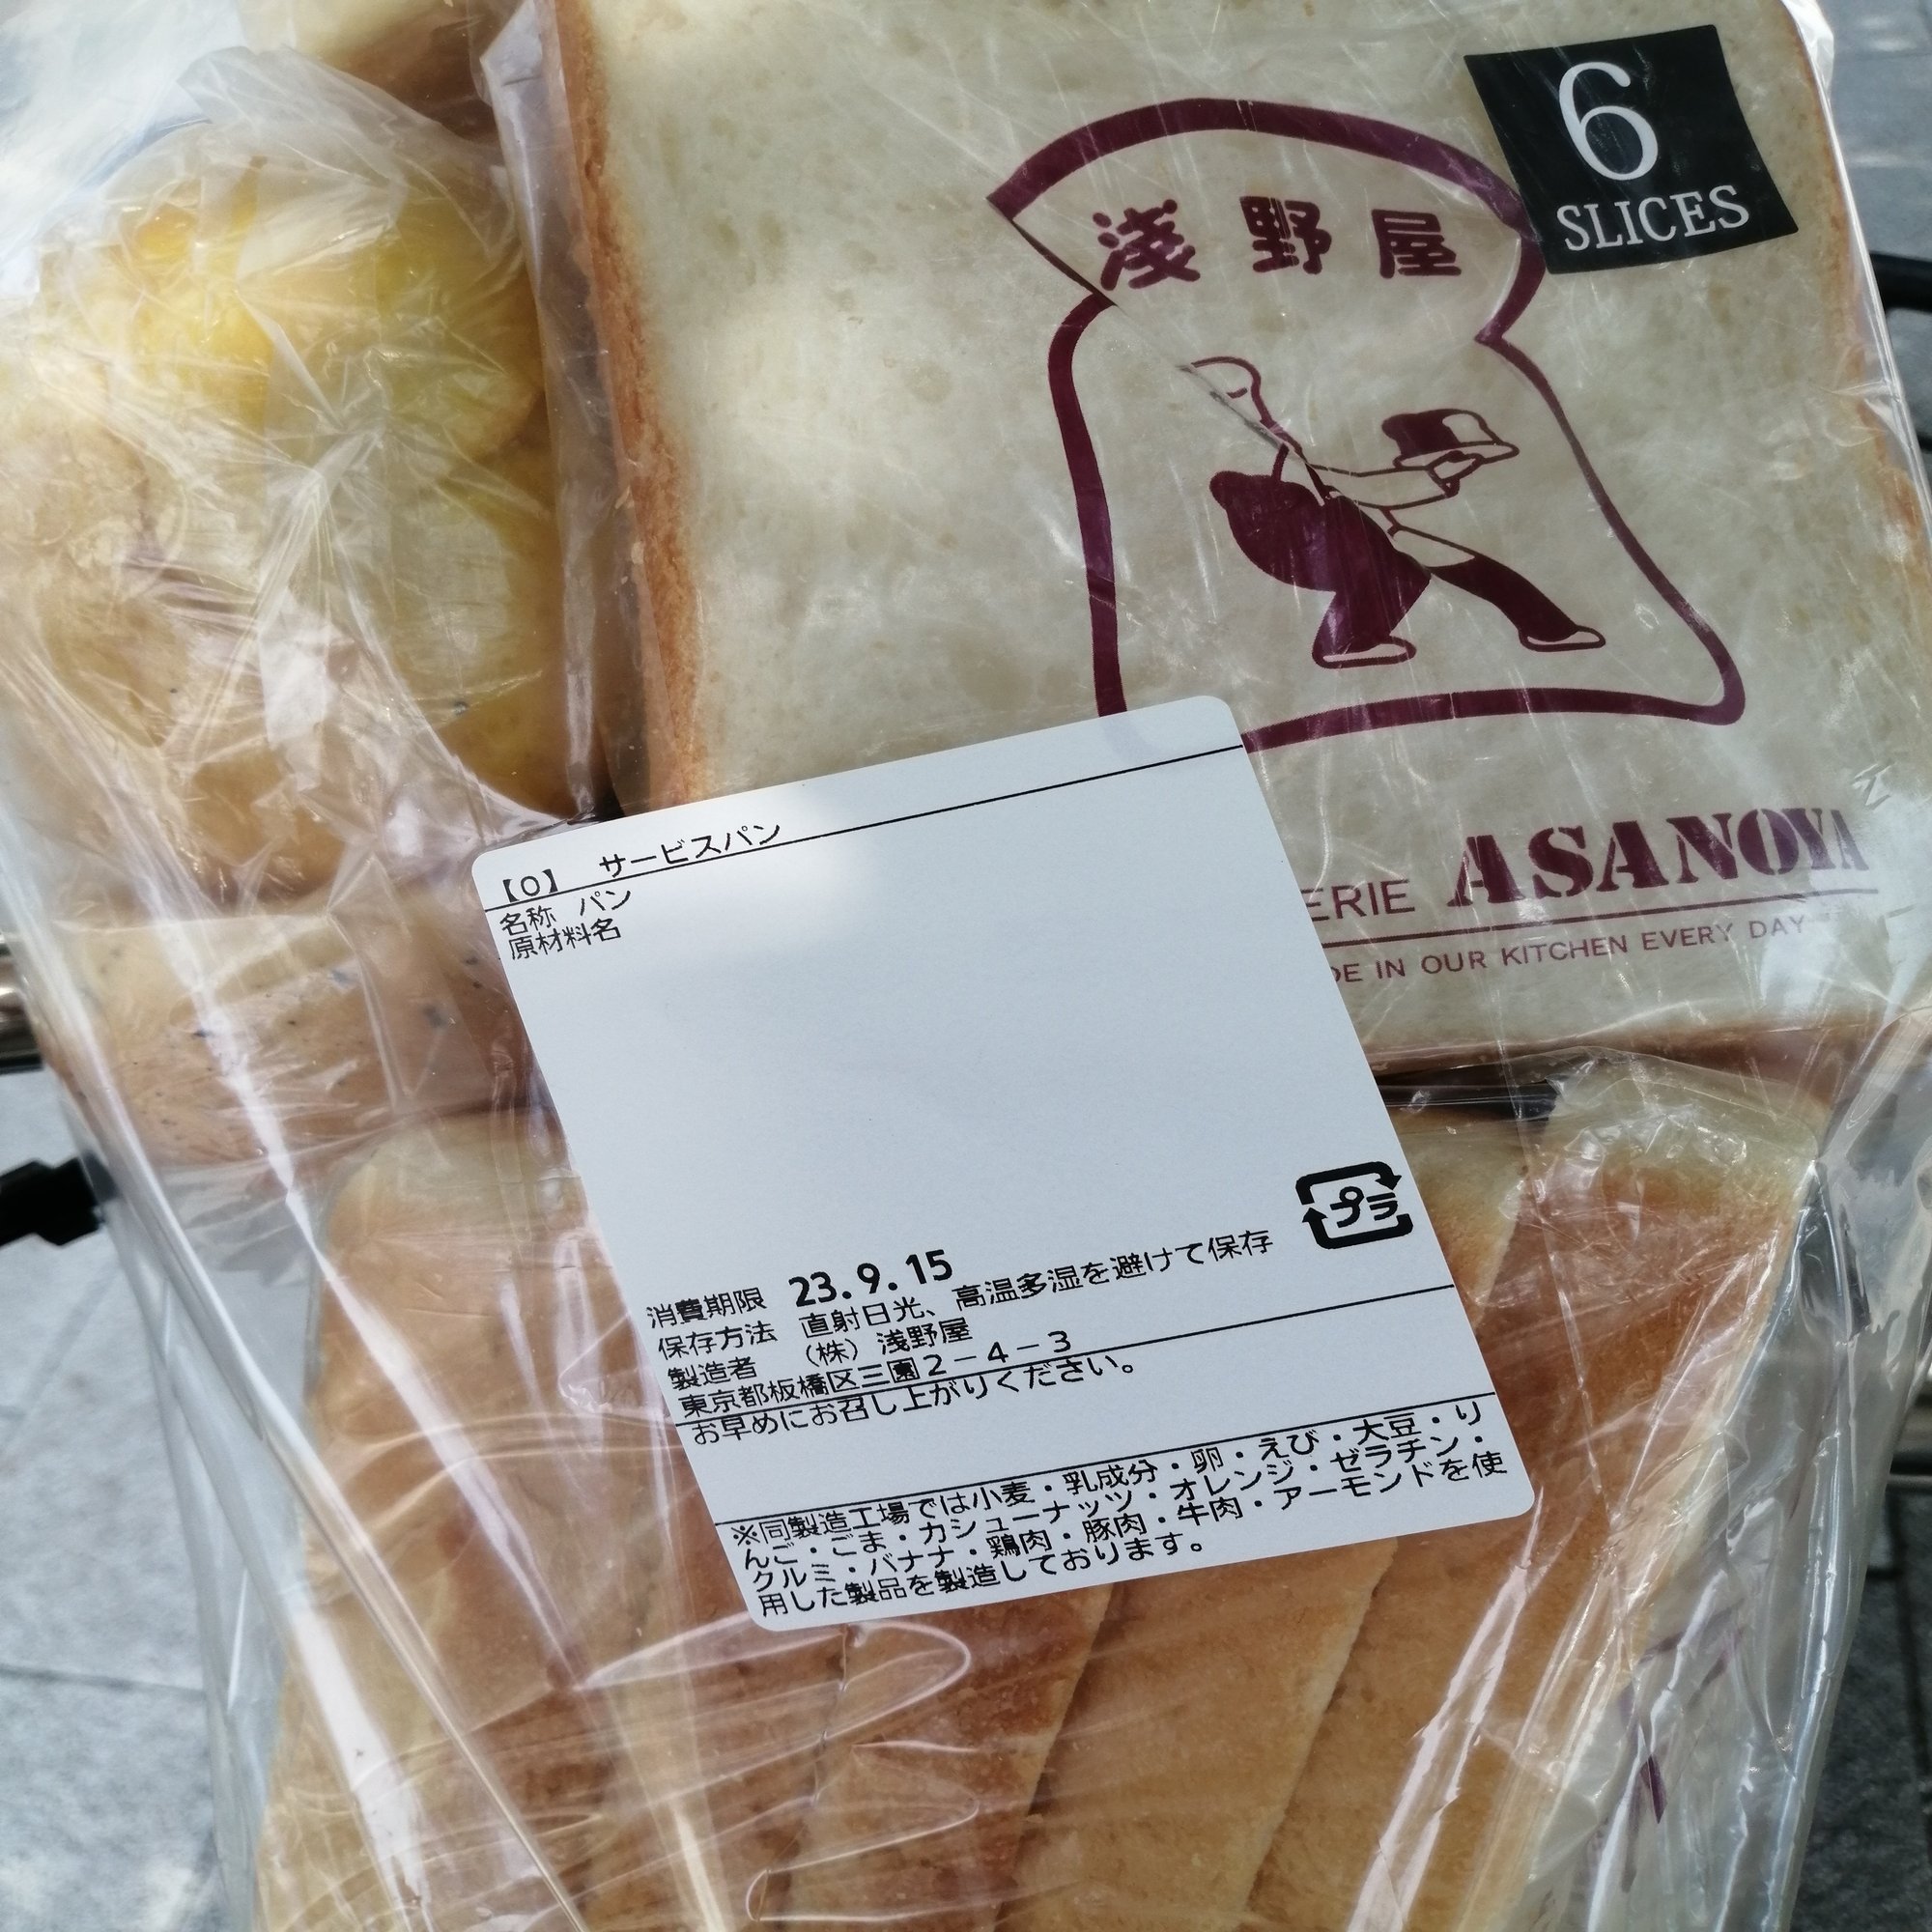 6
SLICES
淺野屋
ERIE ASANOYA
DE IN OUR KITCHEN EVERY DAY
【O】 サービスパン
名称 パン
原材料名
プラ
消費期限 23.9.15
保存方法 直射日光、高温多湿を避けて保存
製造者 (株)浅野屋
東京都板橋区三園2-4-3
お早めにお召し上がりください。
※同製造工場では小麦・乳成分・卵・えび・大豆・り
んご・ごま・カシューナッツ・オレンジ・ゼラチン・
クルミ・バナナ・鶏肉・豚肉・牛肉・アーモンドを使
用した製品を製造しております。